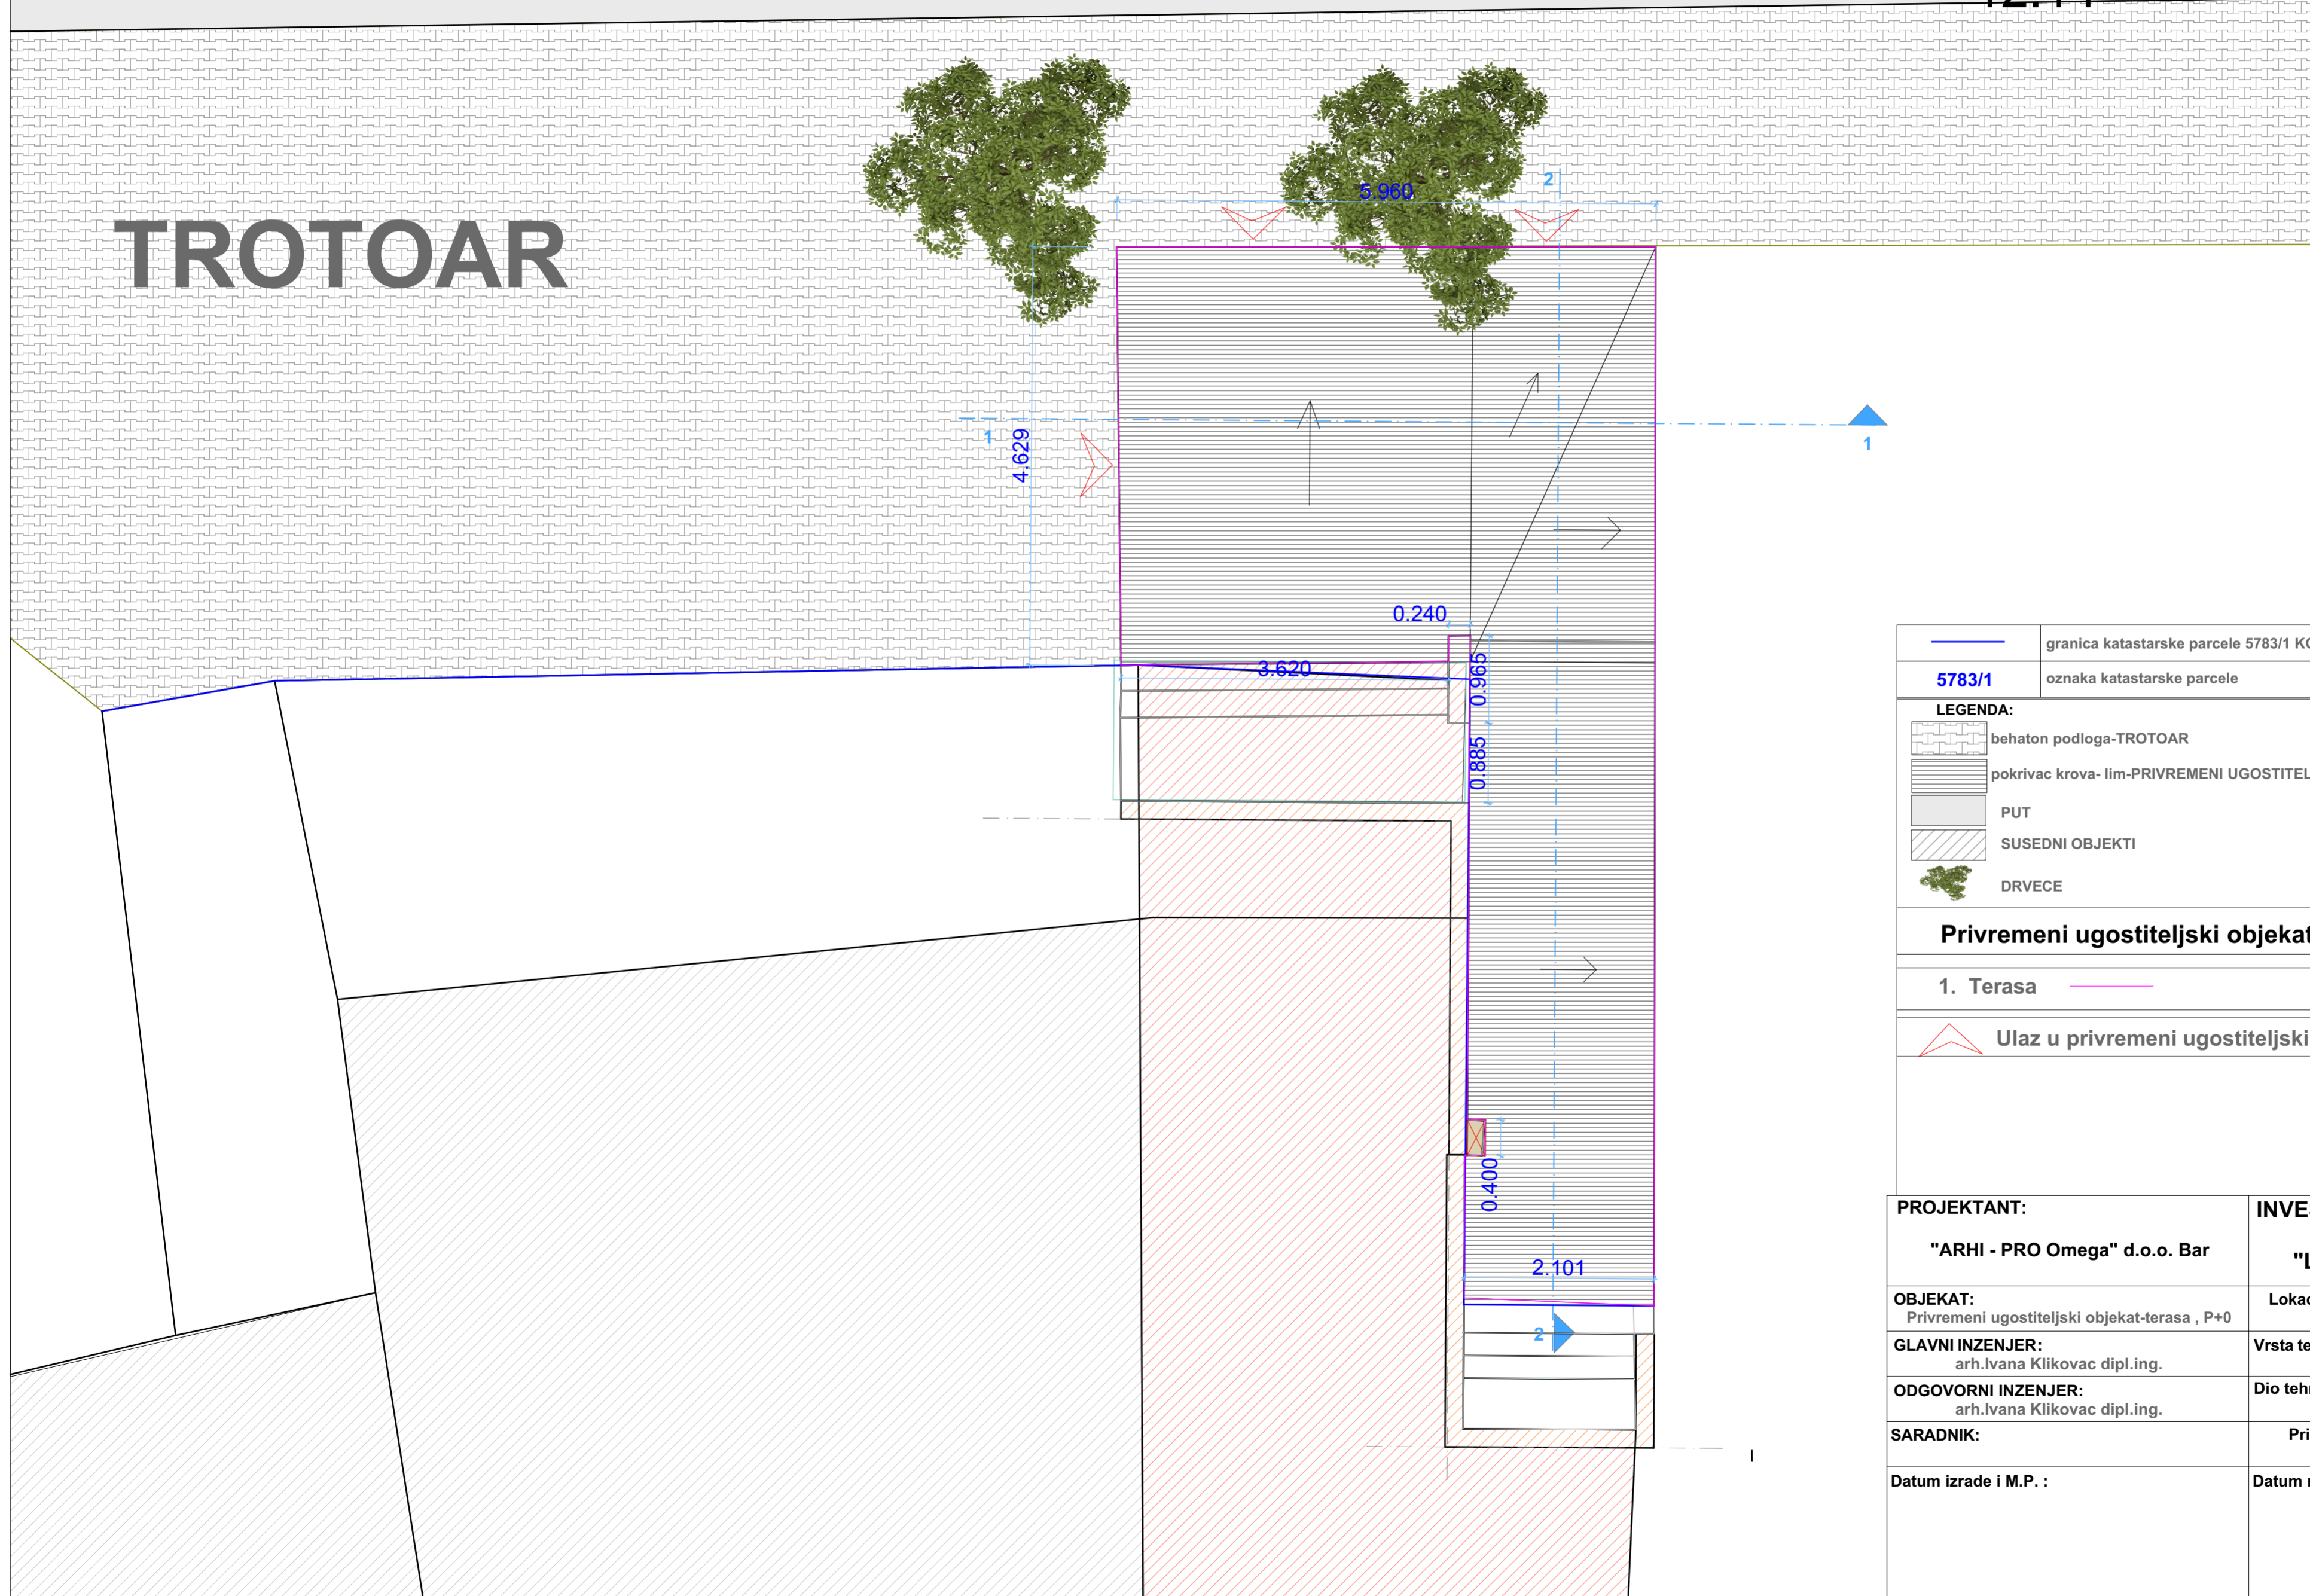 TROTOAR
5.960
2
1
4.629
1
0.240
3.620
0.965
0.885
0.400
2.101
2
granica katastarske parcele 5783/1
5783/1
oznaka katastarske parcele
LEGENDA:
behaton podloga-TROTOAR
pokrivac krova- lim-PRIVREMENI
PUT
SUSEDNI OBJEKTI
DRVECE
Privremeni ugostiteljski objekat
1. Terasa
Ulaz u privremeni ugostiteljski
PROJEKTANT:
"ARHI - PRO Omega" d.o.o. Bar
OBJEKAT:
Privremeni ugostiteljski objekat-terasa , P+0
GLAVNI INZENJER:
arh.Ivana Klikovac dipl.ing.
Vrsta
ODGOVORNI INZENJER:
arh.Ivana Klikovac dipl.ing.
Dio
SARADNIK:
Datum izrade i M.P. :
Datum